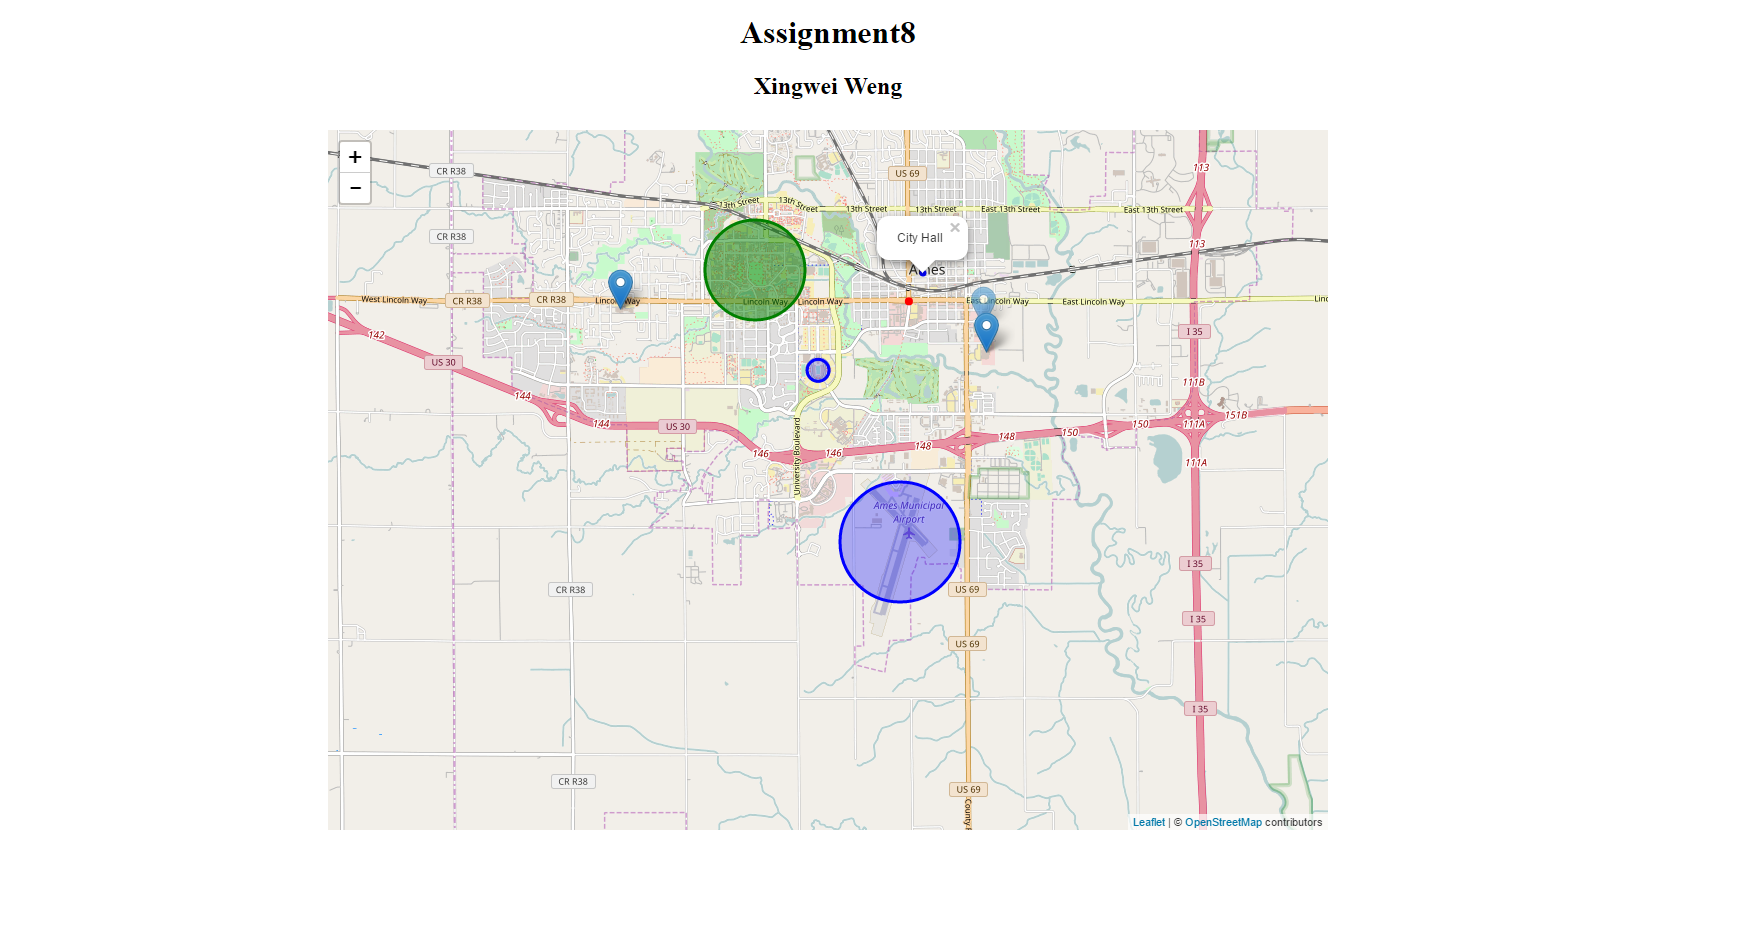 Assignment8
Xingwei Weng
+
−
CR R38
US 69
113
13th Street
13th Street
13th Street
13th Street
East 13th Street
East 13th Street
CR R38
City Hall
×
113
Ames
West Lincoln Way
CR R38
CR R38
Lincoln Way
Lincoln Way
East Lincoln Way
East Lincoln Way
142
I 35
US 30
111B
144
151B
144
US 30
111A
148
150
150
146
146
148
111A
University Boulevard
Ames Municipal
Airport
I 35
CR R38
US 69
I 35
US 69
I 35
CR R38
US 69
Leaflet | © OpenStreetMap contributors